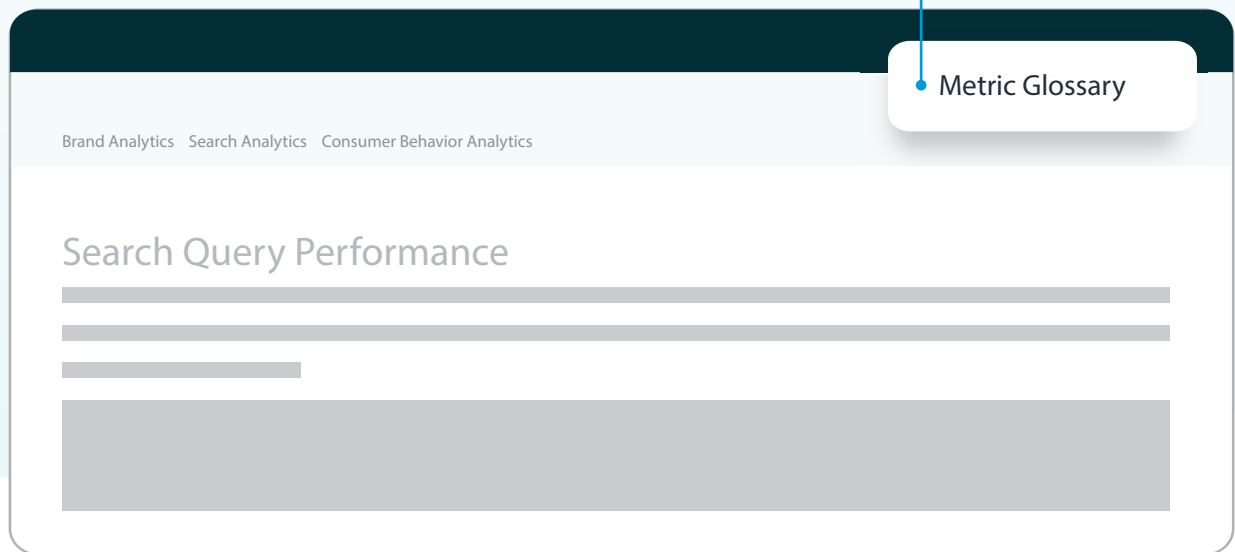 Metric Glossary
Brand Analytics Search Analytics Consumer Behavior Analytics
Search Query Performance